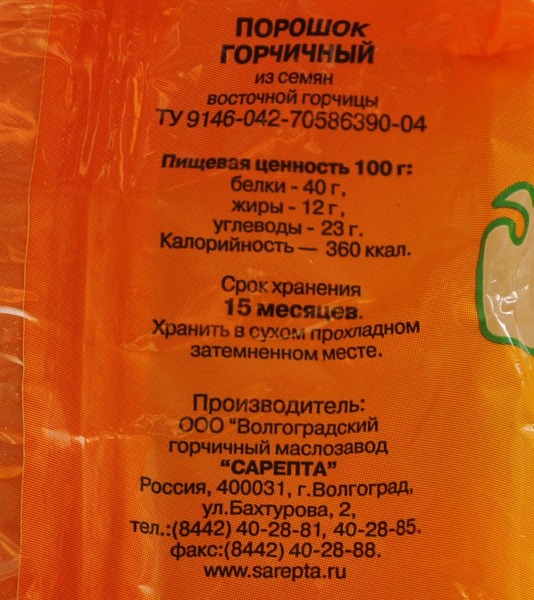 ПОРОШОК
ГОРЧИЧНЫЙ
из семян
восточной горчицы
ТУ 9146-042-70586390-04
Пищевая ценность 100 г:
белки - 40 г,
жиры - 12 г,
углеводы - 23 г.
Калорийность — 360 ккал.
Срок хранения
15 месяцев.
Хранить в сухом прохладном
затемненном месте.
Производитель:
ООО "Волгоградский
горчичный маслозавод
"САРЕПТА"
Россия, 400031, г.Волгоград,
ул.Бахтурова, 2,
тел.:(8442) 40-28-81, 40-28-85.
факс:(8442) 40-28-88.
www.sarepta.ru